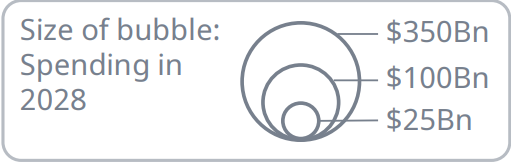 Size of bubble:
Spending in
2028
$350Bn
$100Bn
$25Bn